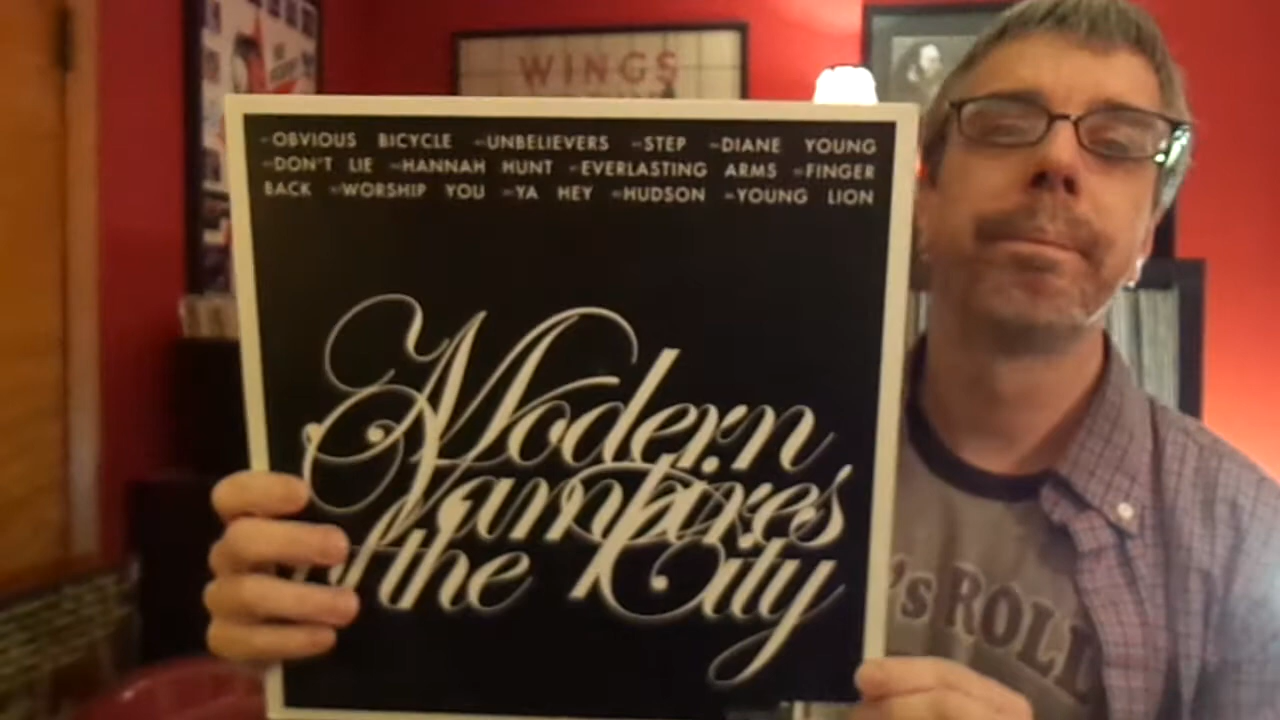 WINGS
OBVIOUS BICYCLE UNBELIEVERS STEP DIANE YOUNG
DON'T LIE HANNAH HUNT EVERLASTING ARMS FINGER
BACK WORSHIP YOU YA HEY HUDSON YOUNG LION
Modern
Vampires
of the City
's ROLL